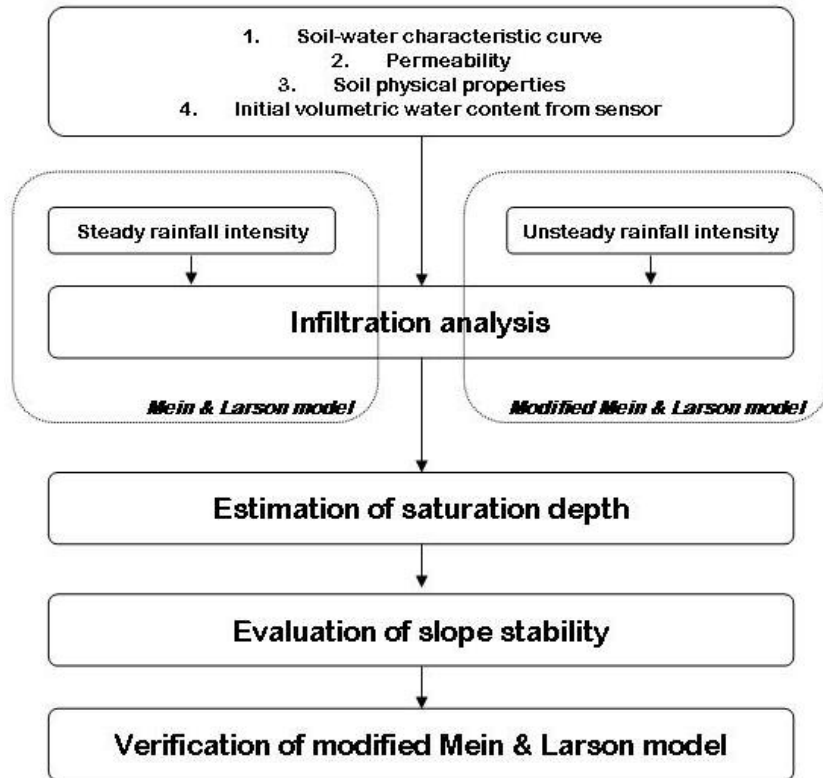 1. Soil-water characteristic curve
2. Permeability
3. Soil physical properties
4. Initial volumetric water content from sensor
Steady rainfall intensity
Unsteady rainfall intensity
Infiltration analysis
Mein & Larson model
Modified Mein & Larson model
Estimation of saturation depth
Evaluation of slope stability
Verification of modified Mein & Larson model